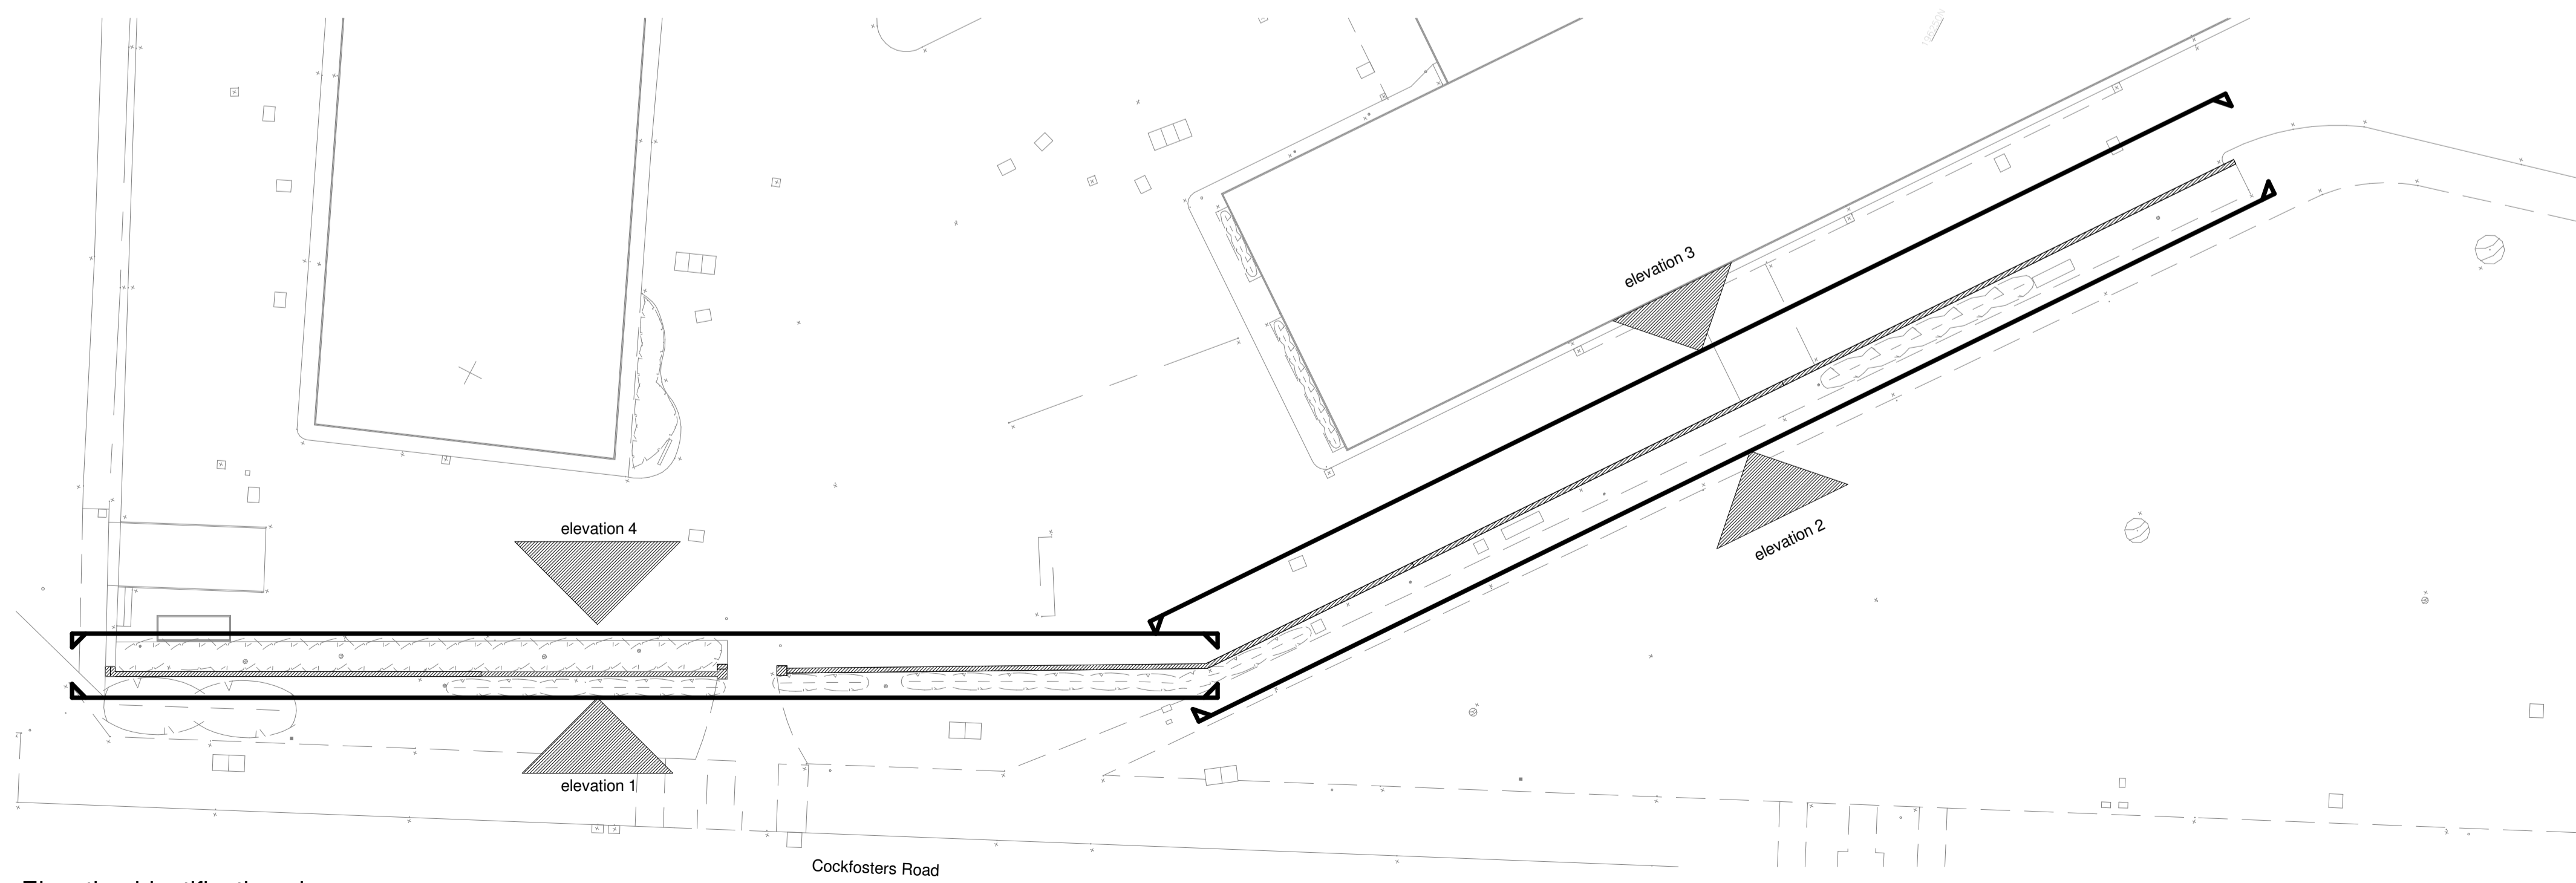 elevation 3
elevation 4
elevation 2
elevation 1
Cockfosters Road